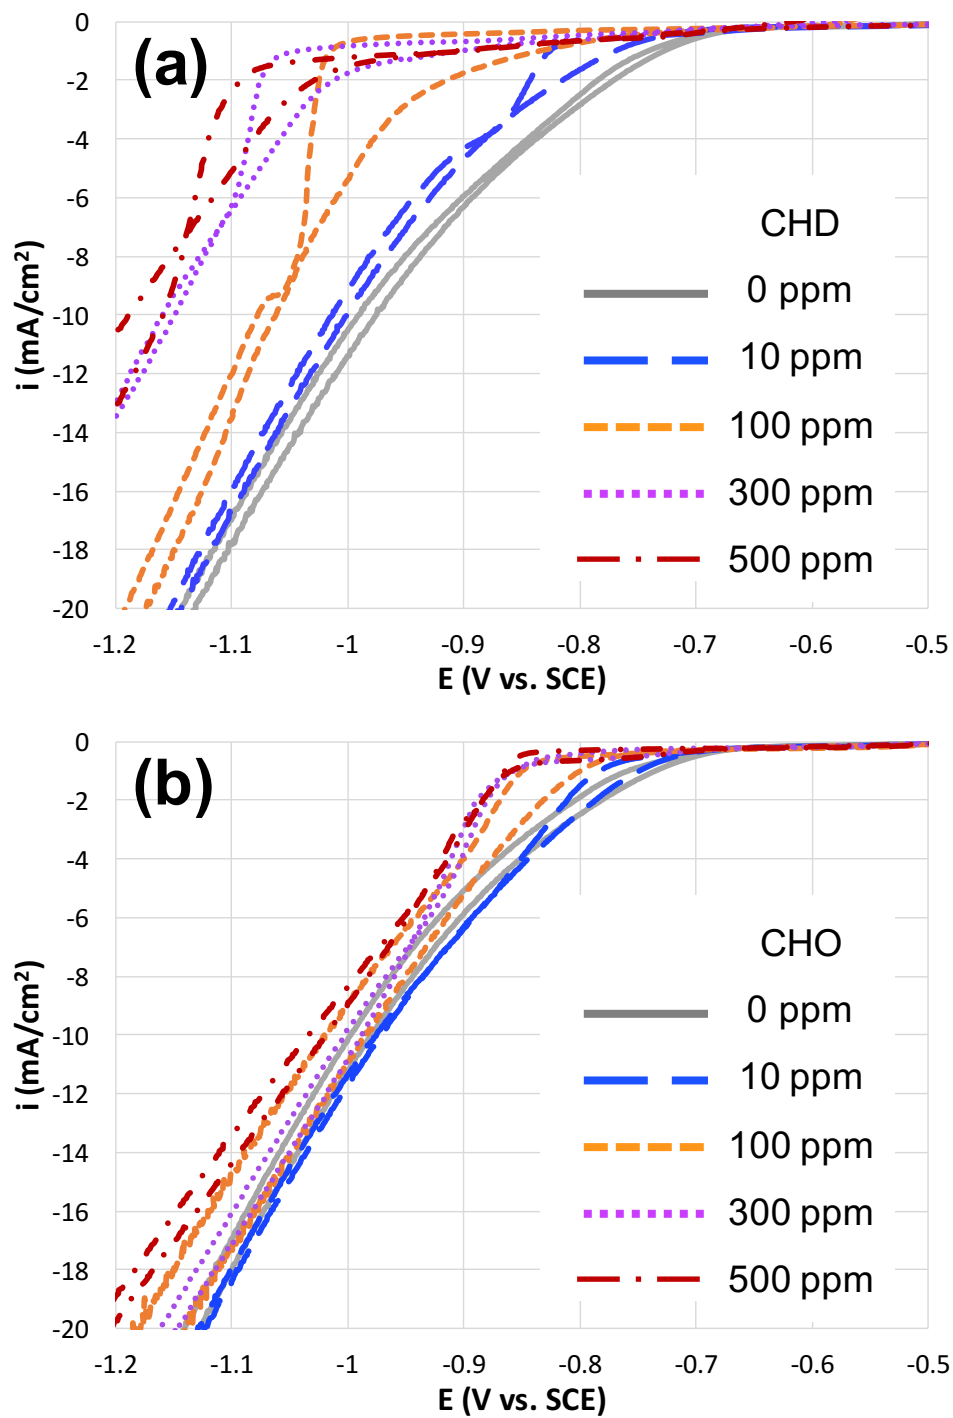 (a)
0
-2
-4
-6
-8
-10
-12
-14
-16
-18
-20
i (mA/cm²)
-1.2 -1.1 -1 -0.9 -0.8 -0.7 -0.6 -0.5
E (V vs. SCE)
CHD
0 ppm
10 ppm
100 ppm
300 ppm
500 ppm
(b)
0
-2
-4
-6
-8
-10
-12
-14
-16
-18
-20
i (mA/cm²)
-1.2 -1.1 -1 -0.9 -0.8 -0.7 -0.6 -0.5
E (V vs. SCE)
CHO
0 ppm
10 ppm
100 ppm
300 ppm
500 ppm